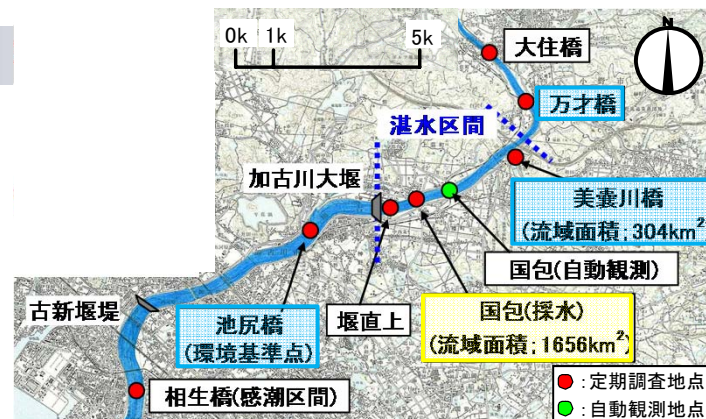 0k 1k 5k
N
大住橋
万才橋
湛水区間
加古川大堰
美嚢川橋
(流域面積;304km²)
国包(自動観測)
古新堰堤
池尻橋
(環境基準点)
堰直上
国包(採水)
(流域面積;1656km²)
相生橋(感潮区間)
:定期調査地点
:自動観測地点